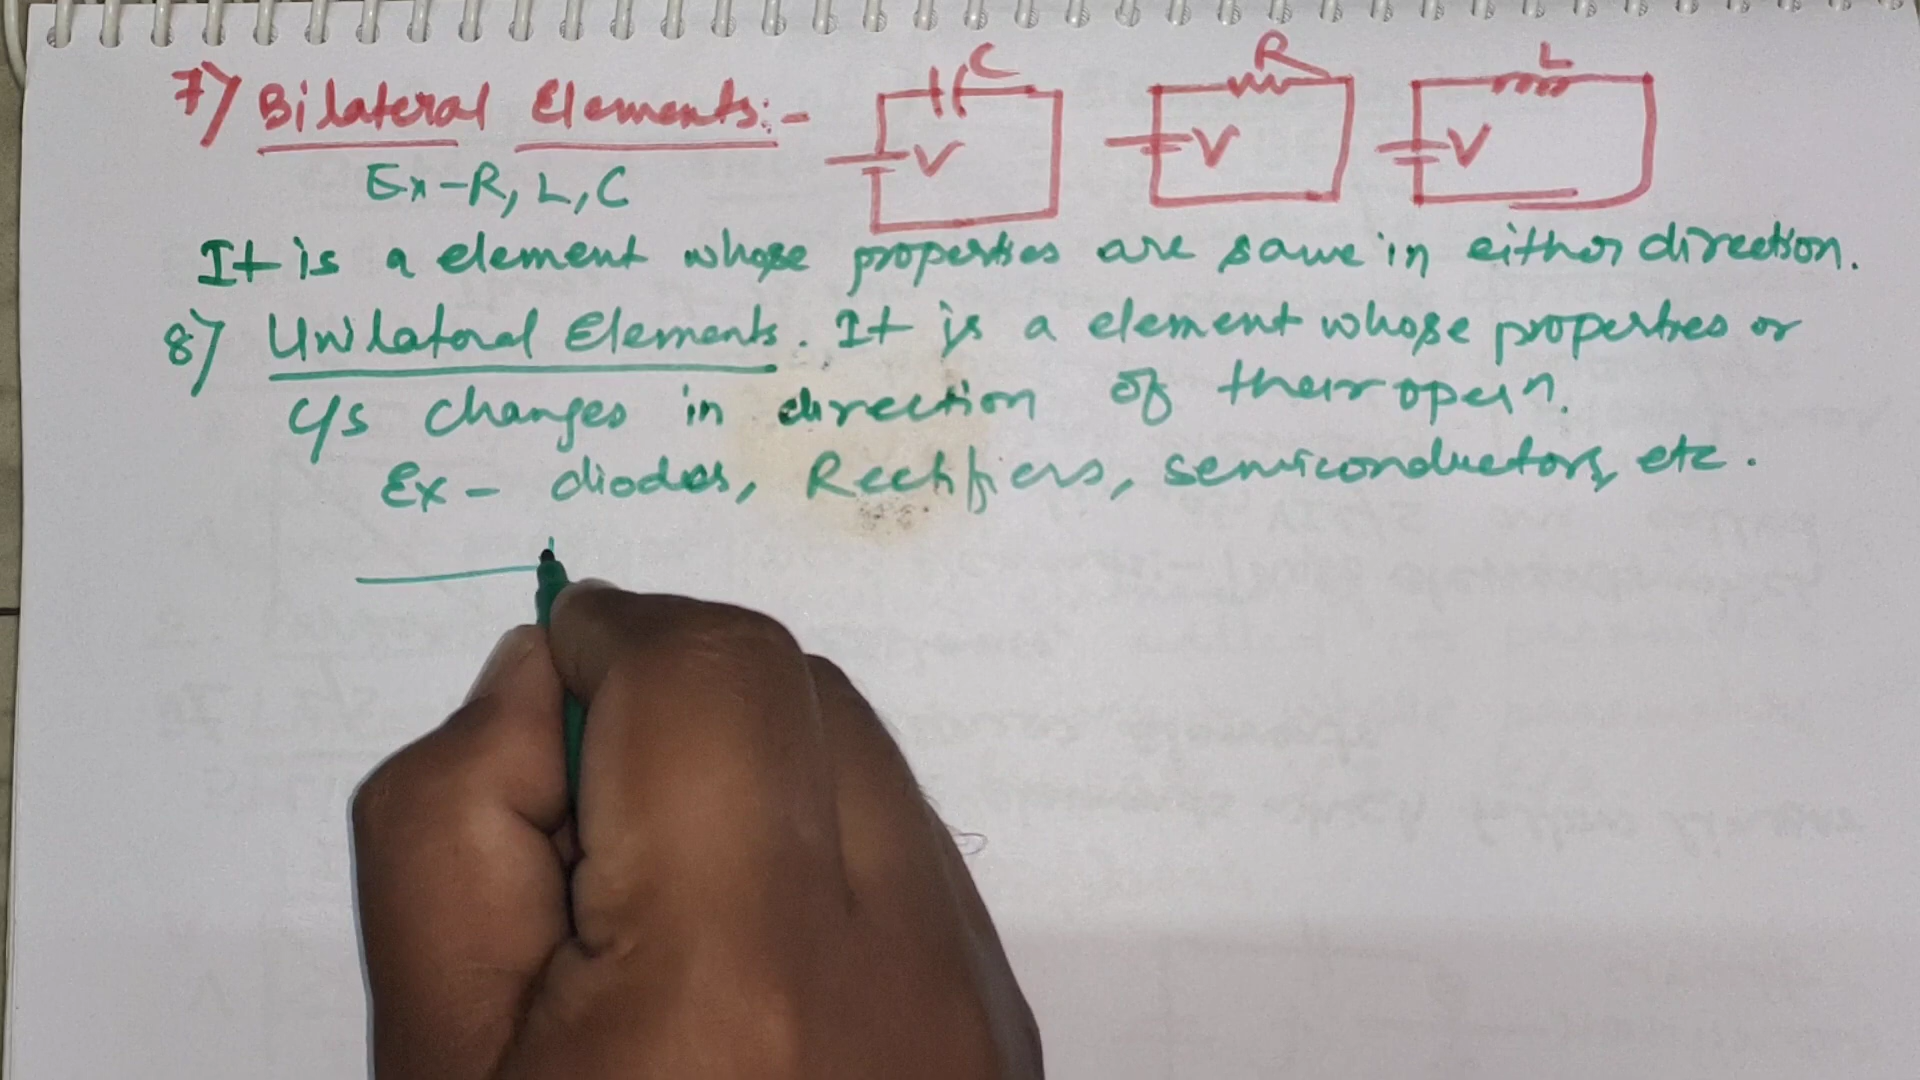 C R L
7) Bilateral Elements:-
V V V
Ex-R, L, C
It is a element whose properties are same in either direction.
8) Unilateral Elements. It is a element whose properties or
c/s changes in direction of their opern.
Ex- diodes, Rectifiers, semiconductors, etc.